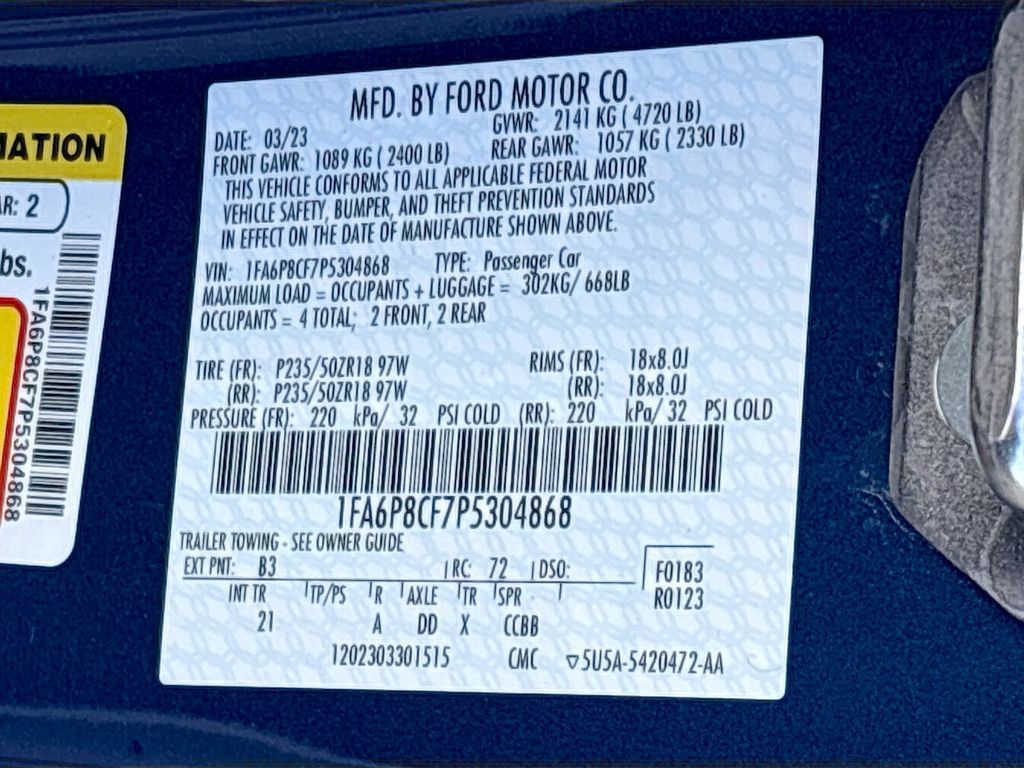 MFD. BY FORD MOTOR CO.
DATE: 03/23 GVWR: 2141 KG ( 4720 LB)
FRONT GAWR: 1089 KG ( 2400 LB) REAR GAWR: 1057 KG ( 2330 LB)
THIS VEHICLE CONFORMS TO ALL APPLICABLE FEDERAL MOTOR
VEHICLE SAFETY, BUMPER, AND THEFT PREVENTION STANDARDS
IN EFFECT ON THE DATE OF MANUFACTURE SHOWN ABOVE.
VIN: 1FA6P8CF7P5304868 TYPE: Passenger Car
MAXIMUM LOAD = OCCUPANTS + LUGGAGE = 302KG/ 668LB
OCCUPANTS = 4 TOTAL; 2 FRONT, 2 REAR
TIRE (FR): P235/50ZR18 97W RIMS (FR): 18x8.0J
(RR): P235/50ZR18 97W (RR): 18x8.0J
PRESSURE (FR): 220 kPa/ 32 PSI COLD (RR): 220 kPa/ 32 PSI COLD
1FA6P8CF7P5304868
TRAILER TOWING - SEE OWNER GUIDE
EXT PNT: B3 RC: 72 DSO:
F0183
R0123
INT TR TP/PS R AXLE TR SPR
21 A DD X CCBB
1202303301515 CMC ▽5U5A-5420472-AA
MATION
AR: 2
bs.
1FA6P8CF7P5304868